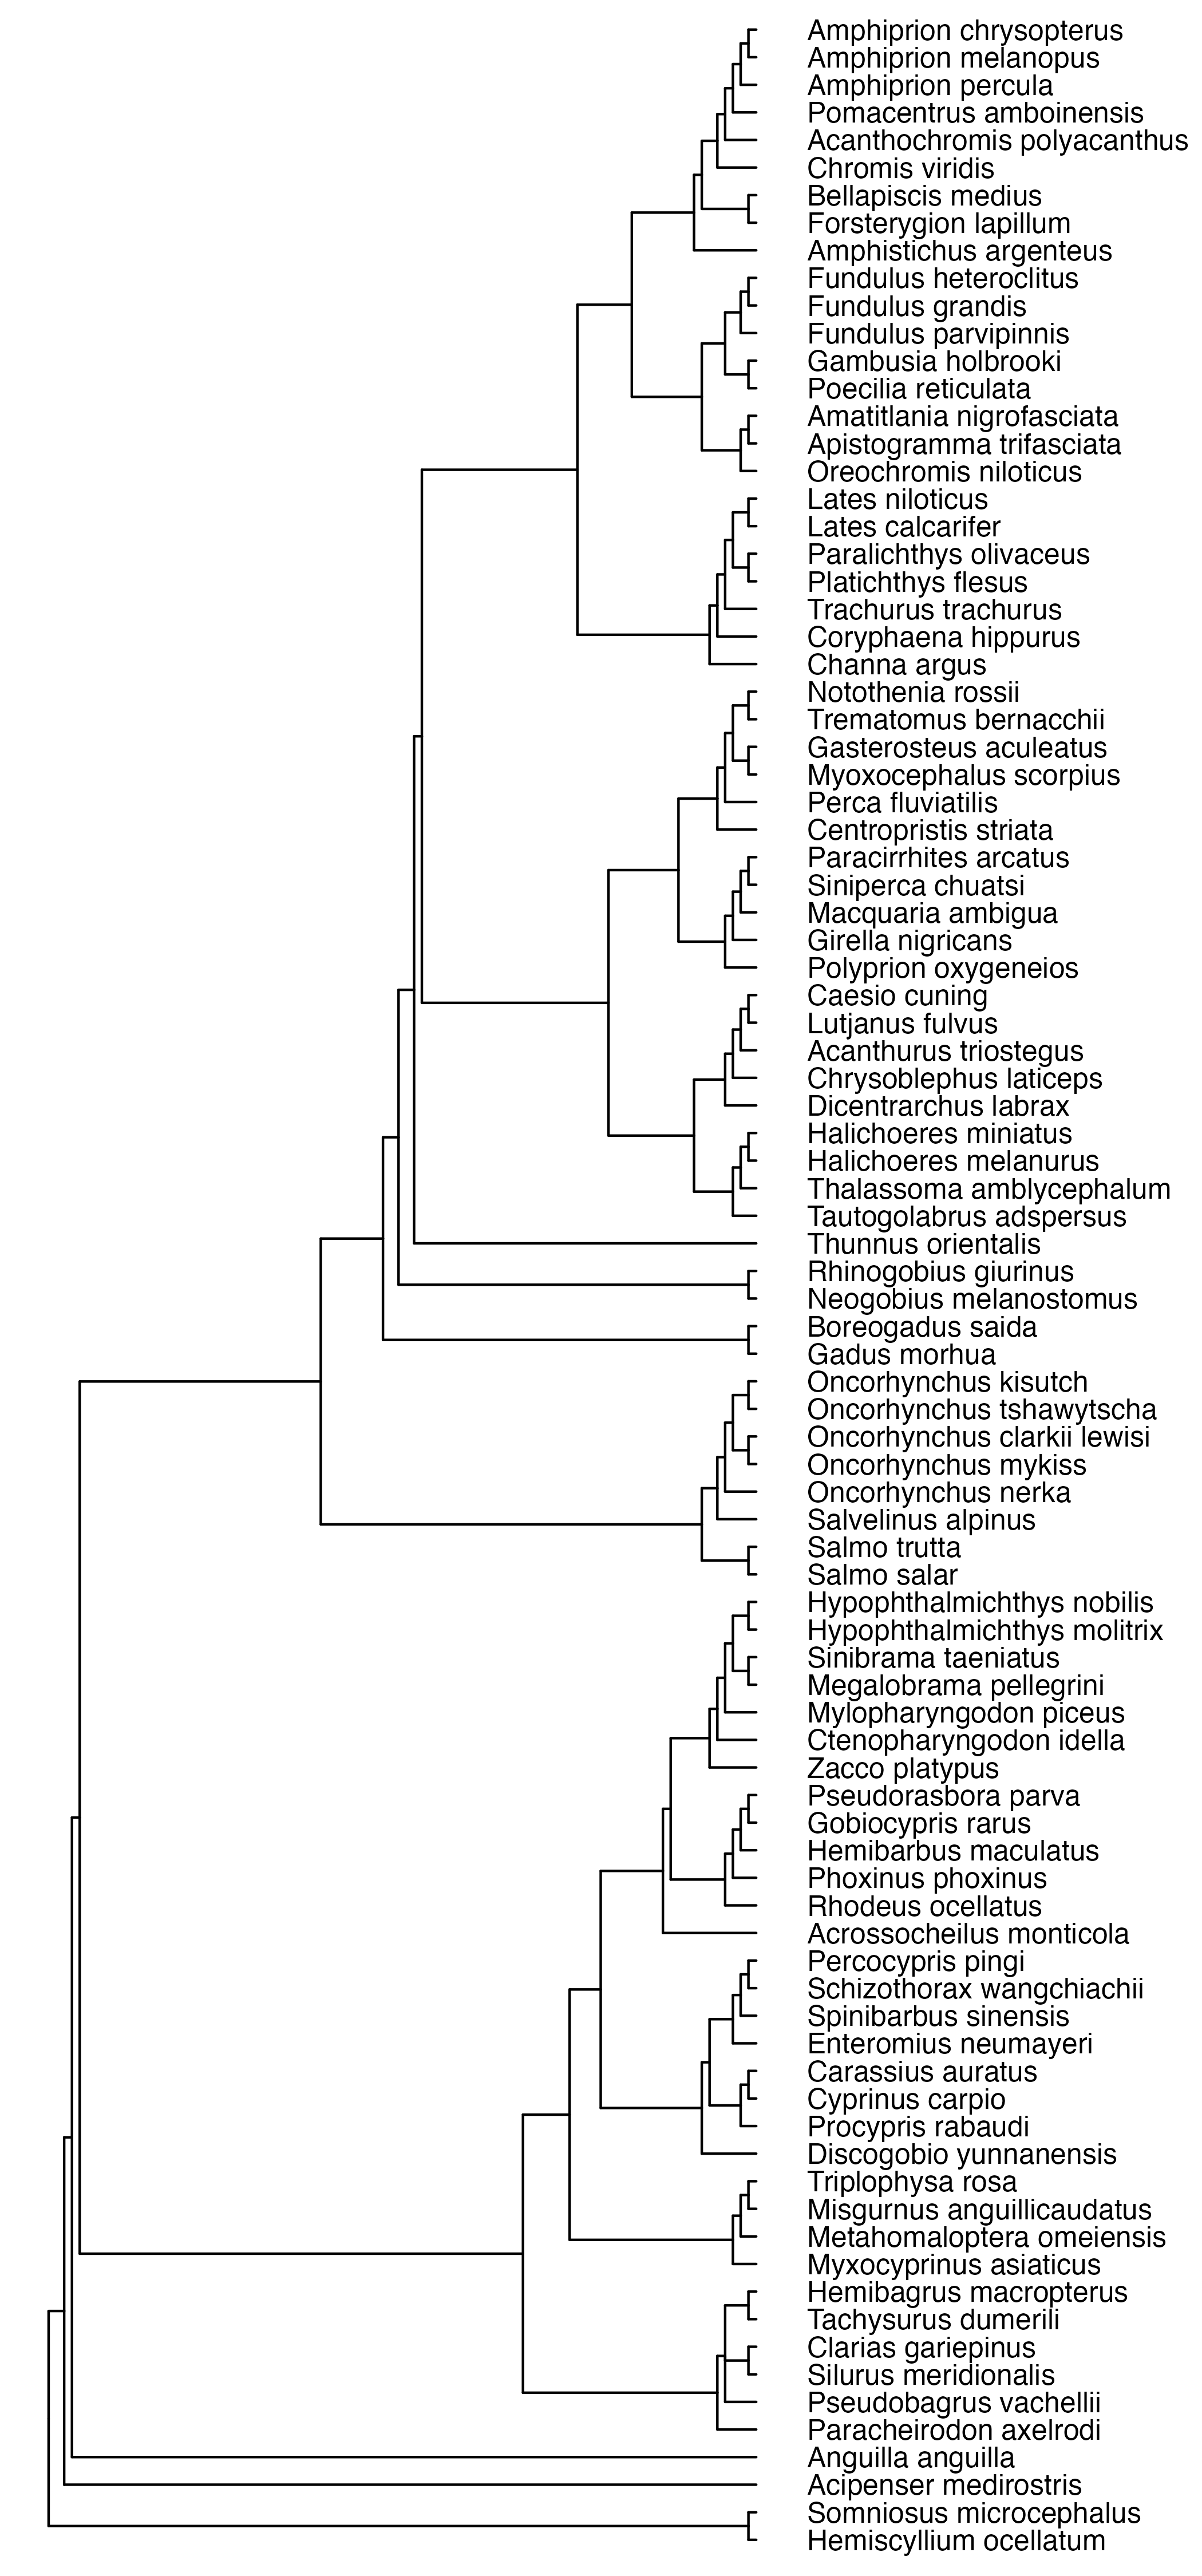 Amphiprion chrysopterus
Amphiprion melanopus
Amphiprion percula
Pomacentrus amboinensis
Acanthochromis polyacanthus
Chromis viridis
Bellapiscis medius
Forsterygion lapillum
Amphistichus argenteus
Fundulus heteroclitus
Fundulus grandis
Fundulus parvipinnis
Gambusia holbrooki
Poecilia reticulata
Amatitlania nigrofasciata
Apistogramma trifasciata
Oreochromis niloticus
Lates niloticus
Lates calcarifer
Paralichthys olivaceus
Platichthys flesus
Trachurus trachurus
Coryphaena hippurus
Channa argus
Notothenia rossii
Trematomus bernacchii
Gasterosteus aculeatus
Myoxocephalus scorpius
Perca fluviatilis
Centropristis striata
Paracirrhites arcatus
Siniperca chuatsi
Macquaria ambigua
Girella nigricans
Polyprion oxygeneios
Caesio cuning
Lutjanus fulvus
Acanthurus triostegus
Chrysoblephus laticeps
Dicentrarchus labrax
Halichoeres miniatus
Halichoeres melanurus
Thalassoma amblycephalum
Tautogolabrus adspersus
Thunnus orientalis
Rhinogobius giurinus
Neogobius melanostomus
Boreogadus saida
Gadus morhua
Oncorhynchus kisutch
Oncorhynchus tshawytscha
Oncorhynchus clarkii lewisi
Oncorhynchus mykiss
Oncorhynchus nerka
Salvelinus alpinus
Salmo trutta
Salmo salar
Hypophthalmichthys nobilis
Hypophthalmichthys molitrix
Sinibrama taeniatus
Megalobrama pellegrini
Mylopharyngodon piceus
Ctenopharyngodon idella
Zacco platypus
Pseudorasbora parva
Gobiocypris rarus
Hemibarbus maculatus
Phoxinus phoxinus
Rhodeus ocellatus
Acrossocheilus monticola
Percocypris pingi
Schizothorax wangchiachii
Spinibarbus sinensis
Enteromius neumayeri
Carassius auratus
Cyprinus carpio
Procypris rabaudi
Discogobio yunnanensis
Triplophysa rosa
Misgurnus anguillicaudatus
Metahomaloptera omeiensis
Myxocyprinus asiaticus
Hemibagrus macropterus
Tachysurus dumerili
Clarias gariepinus
Silurus meridionalis
Pseudobagrus vachellii
Paracheirodon axelrodi
Anguilla anguilla
Acipenser medirostris
Somniosus microcephalus
Hemiscyllium ocellatum